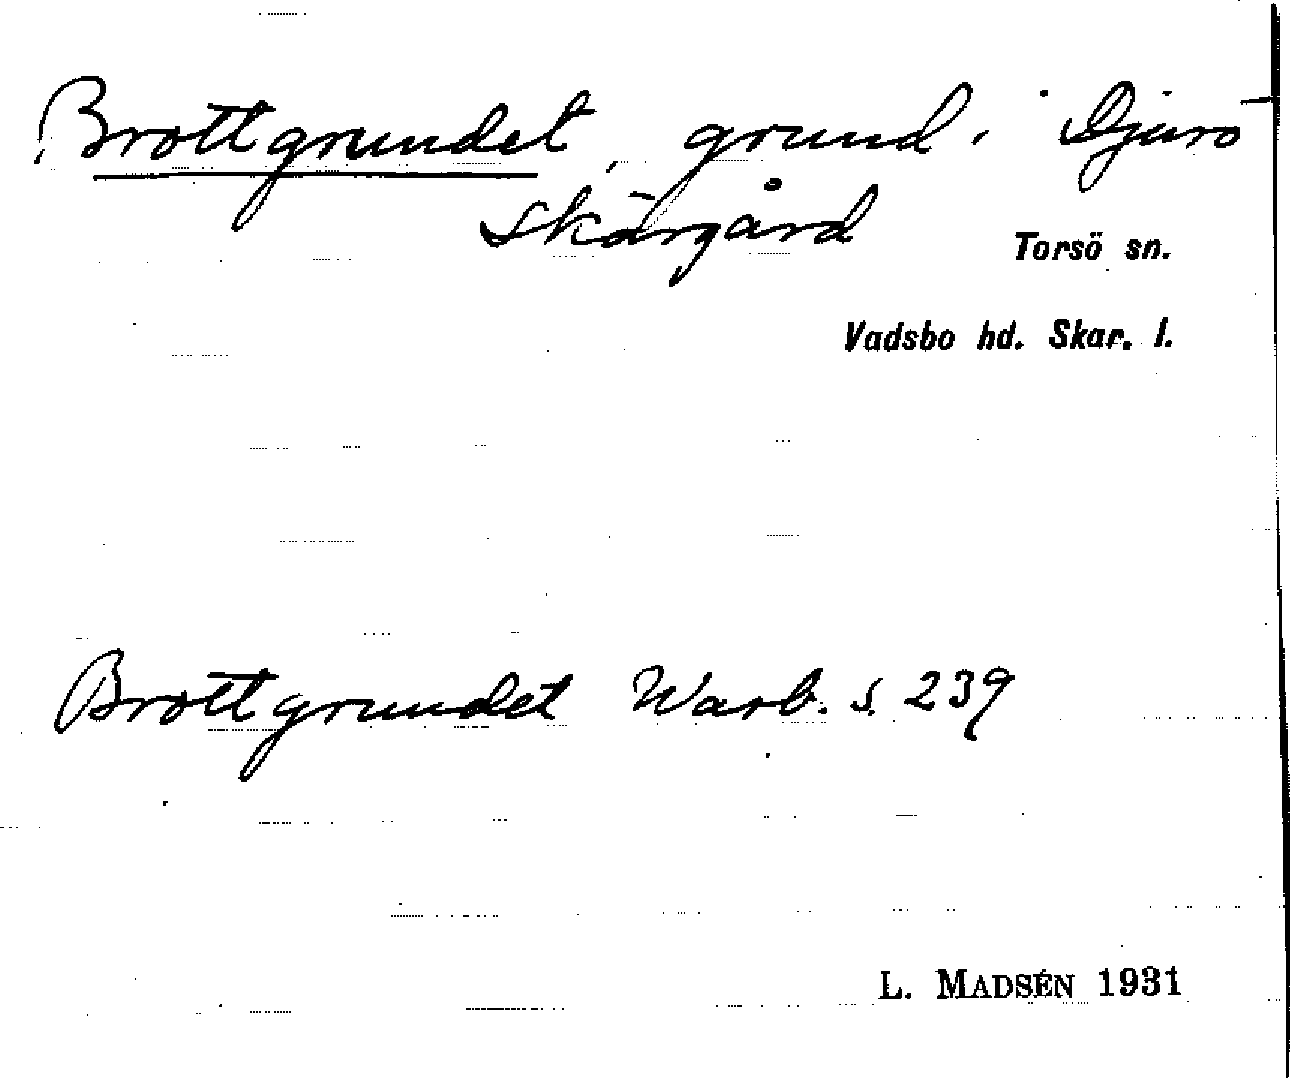 Brottgrundet, grund i Djurö
skärgård
Torsö sn.
Vadsbo hd. Skar. l.
Brottgrundet Warb. s. 239
L. MADSÉN 1931